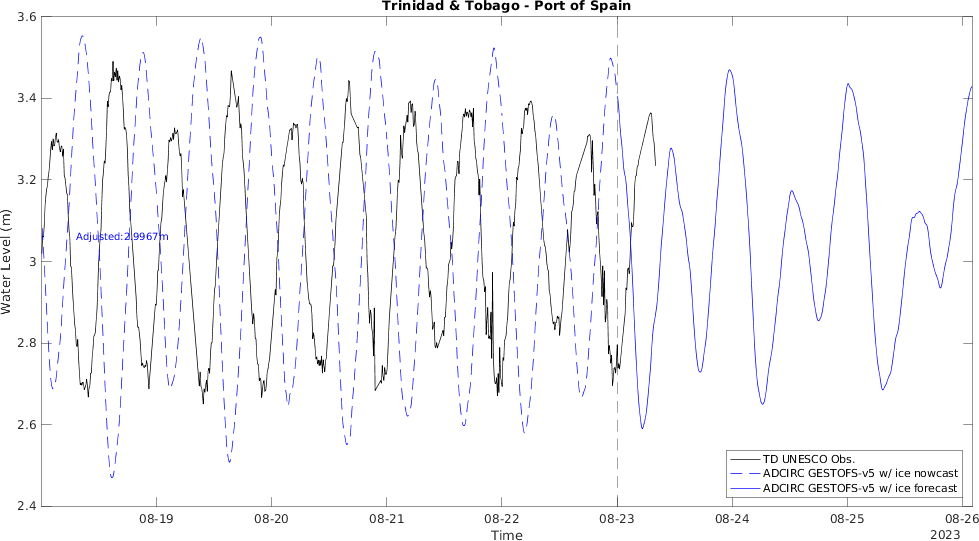 Trinidad & Tobago - Port of Spain
3.6
3.4
3.2
3
2.8
2.6
2.4
Water Level (m)
Adjusted:2.9967m
TD UNESCO Obs.
ADCIRC GESTOFS-v5 w/ ice nowcast
ADCIRC GESTOFS-v5 w/ ice forecast
08-19 08-20 08-21 08-22 08-23 08-24 08-25 08-26
Time
2023